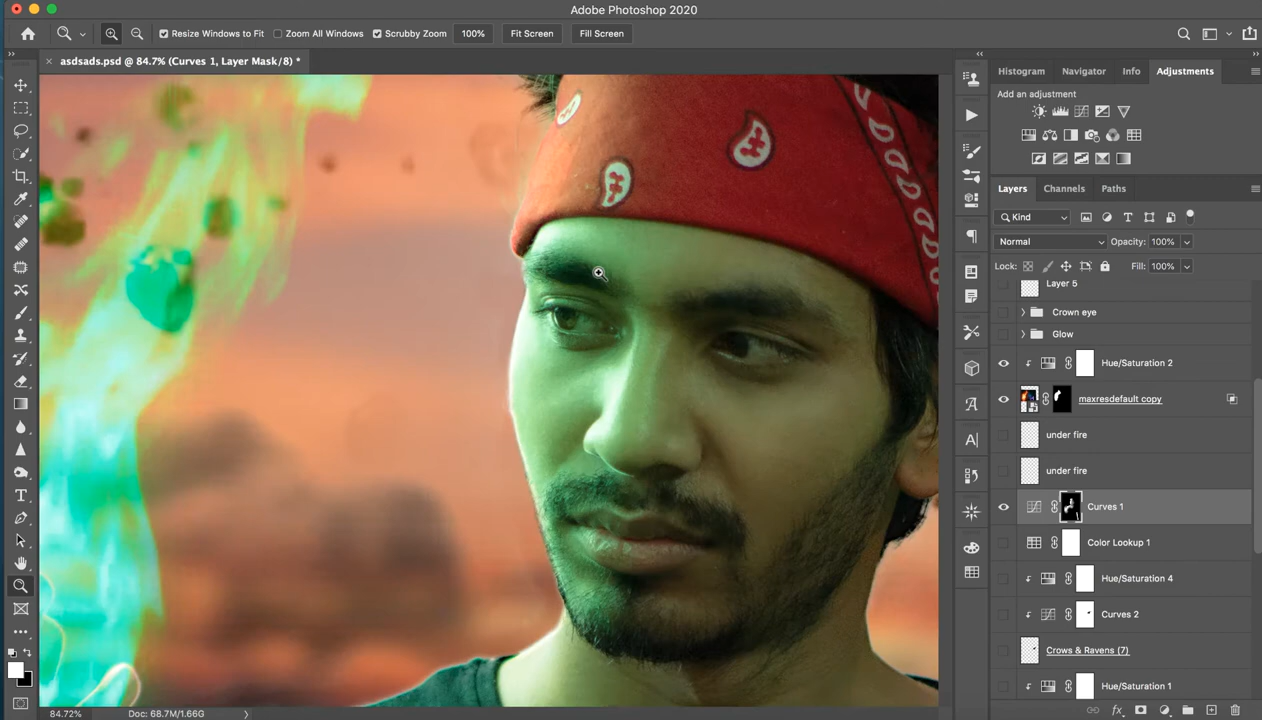 Adobe Photoshop 2020
Resize Windows to Fit Zoom All Windows Scrubby Zoom 100% Fit Screen Fill Screen
asdsads.psd @ 84.7% (Curves 1, Layer Mask/8) *
Histogram Navigator Info Adjustments
Add an adjustment
Layers Channels Paths
Kind
Normal Opacity: 100%
Lock: Fill: 100%
Layer 5
Crown eye
Glow
Hue/Saturation 2
maxresdefault copy
under fire
under fire
Curves 1
Color Lookup 1
Hue/Saturation 4
Curves 2
Crows & Ravens (7)
Hue/Saturation 1
84.72% Doc: 68.7M/1.66G